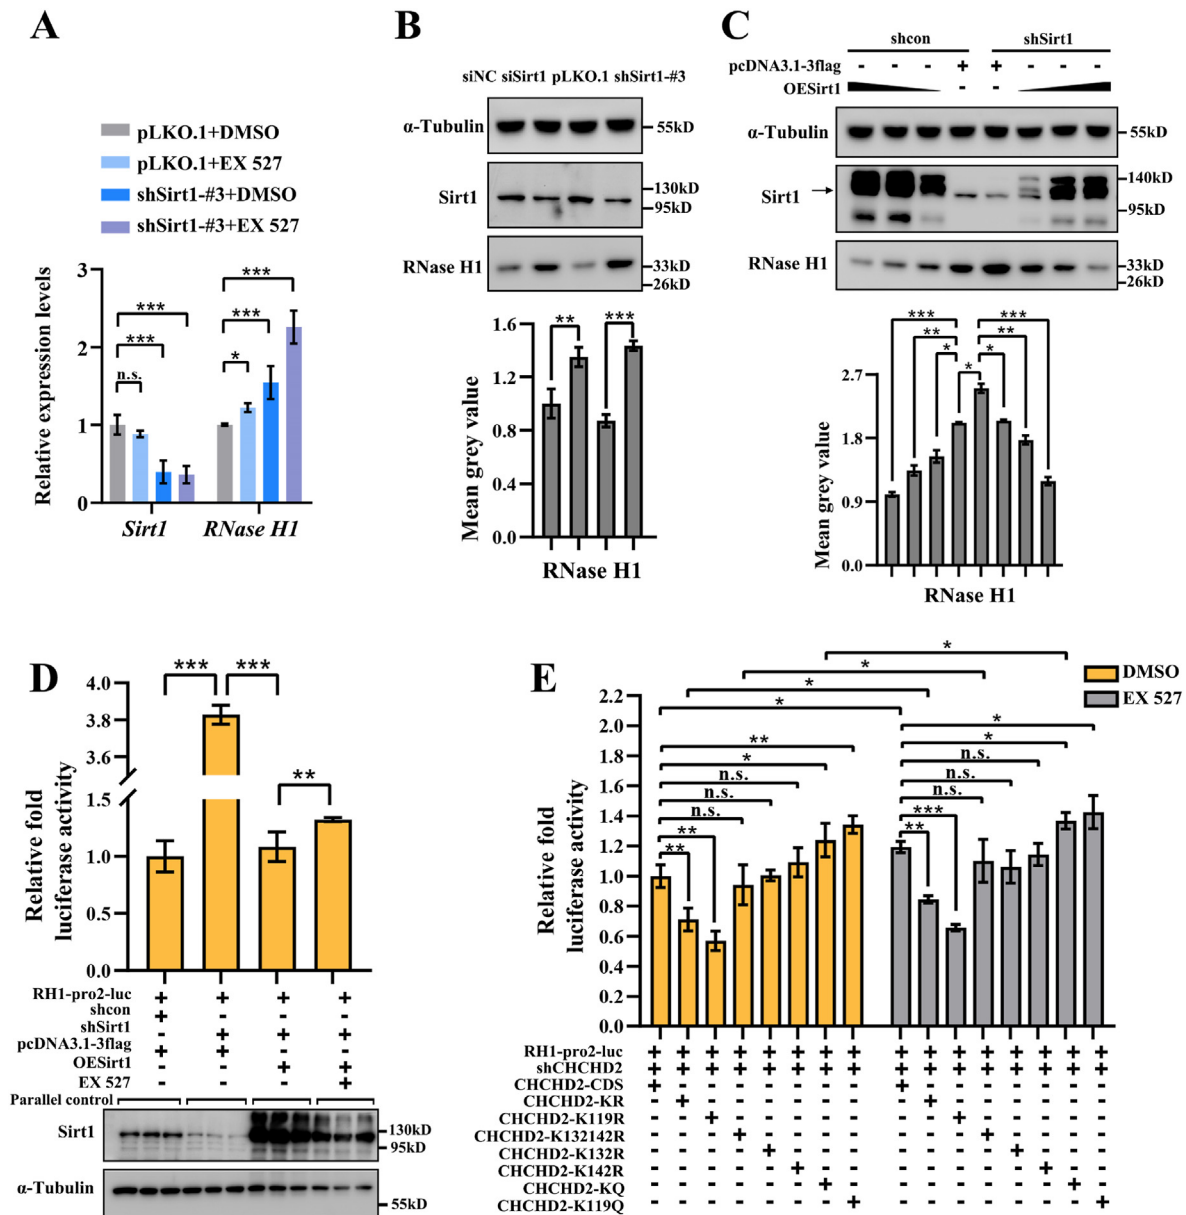 A
pLKO.1+DMSO
pLKO.1+EX 527
shSirt1-#3+DMSO
shSirt1-#3+EX 527
Relative expression levels
3
2
1
0
n.s.
***
***
*
***
***
Sirt1 RNase H1
B
siNC siSirt1 pLKO.1 shSirt1-#3
α-Tubulin
55kD
Sirt1
130kD
95kD
RNase H1
33kD
26kD
Mean grey value
1.6
1.2
0.8
0.4
0.0
** ***
RNase H1
C
shcon shSirt1
pcDNA3.1-3flag - - - + + - - -
OESirt1 - -
α-Tubulin
55kD
Sirt1
140kD
95kD
RNase H1
33kD
26kD
Mean grey value
2.7
1.8
0.9
0.0
*** ***
** **
* *
*
RNase H1
D
Relative fold
luciferase activity
4.0
3.8
3.6
1.5
1.0
0.5
0.0
*** ***
**
RH1-pro2-luc + + + +
shcon + - - -
shSirt1 - + + +
pcDNA3.1-3flag + + - -
OESirt1 - - + +
EX 527 - - - +
Parallel control
Sirt1
130kD
95kD
α-Tubulin
55kD
E
DMSO
EX 527
Relative fold
luciferase activity
2.2
2.0
1.8
1.6
1.4
1.2
1.0
0.8
0.6
0.4
0.2
0.0
*
*
*
*
**
*
n.s.
n.s.
n.s.
**
**
*
*
n.s.
n.s.
n.s.
***
**
RH1-pro2-luc + + + + + + + + + + + + + + + +
shCHCHD2 + + + + + + + + + + + + + + + +
CHCHD2-CDS + - - - - - - - + - - - - - - -
CHCHD2-KR - + - - - - - - - + - - - - - -
CHCHD2-K119R - - + - - - - - - - + - - - - -
CHCHD2-K132142R - - - + - - - - - - - + - - - -
CHCHD2-K132R - - - - + - - - - - - - + - - -
CHCHD2-K142R - - - - - + - - - - - - - + - -
CHCHD2-KQ - - - - - - + - - - - - - - + -
CHCHD2-K119Q - - - - - - - + - - - - - - - +